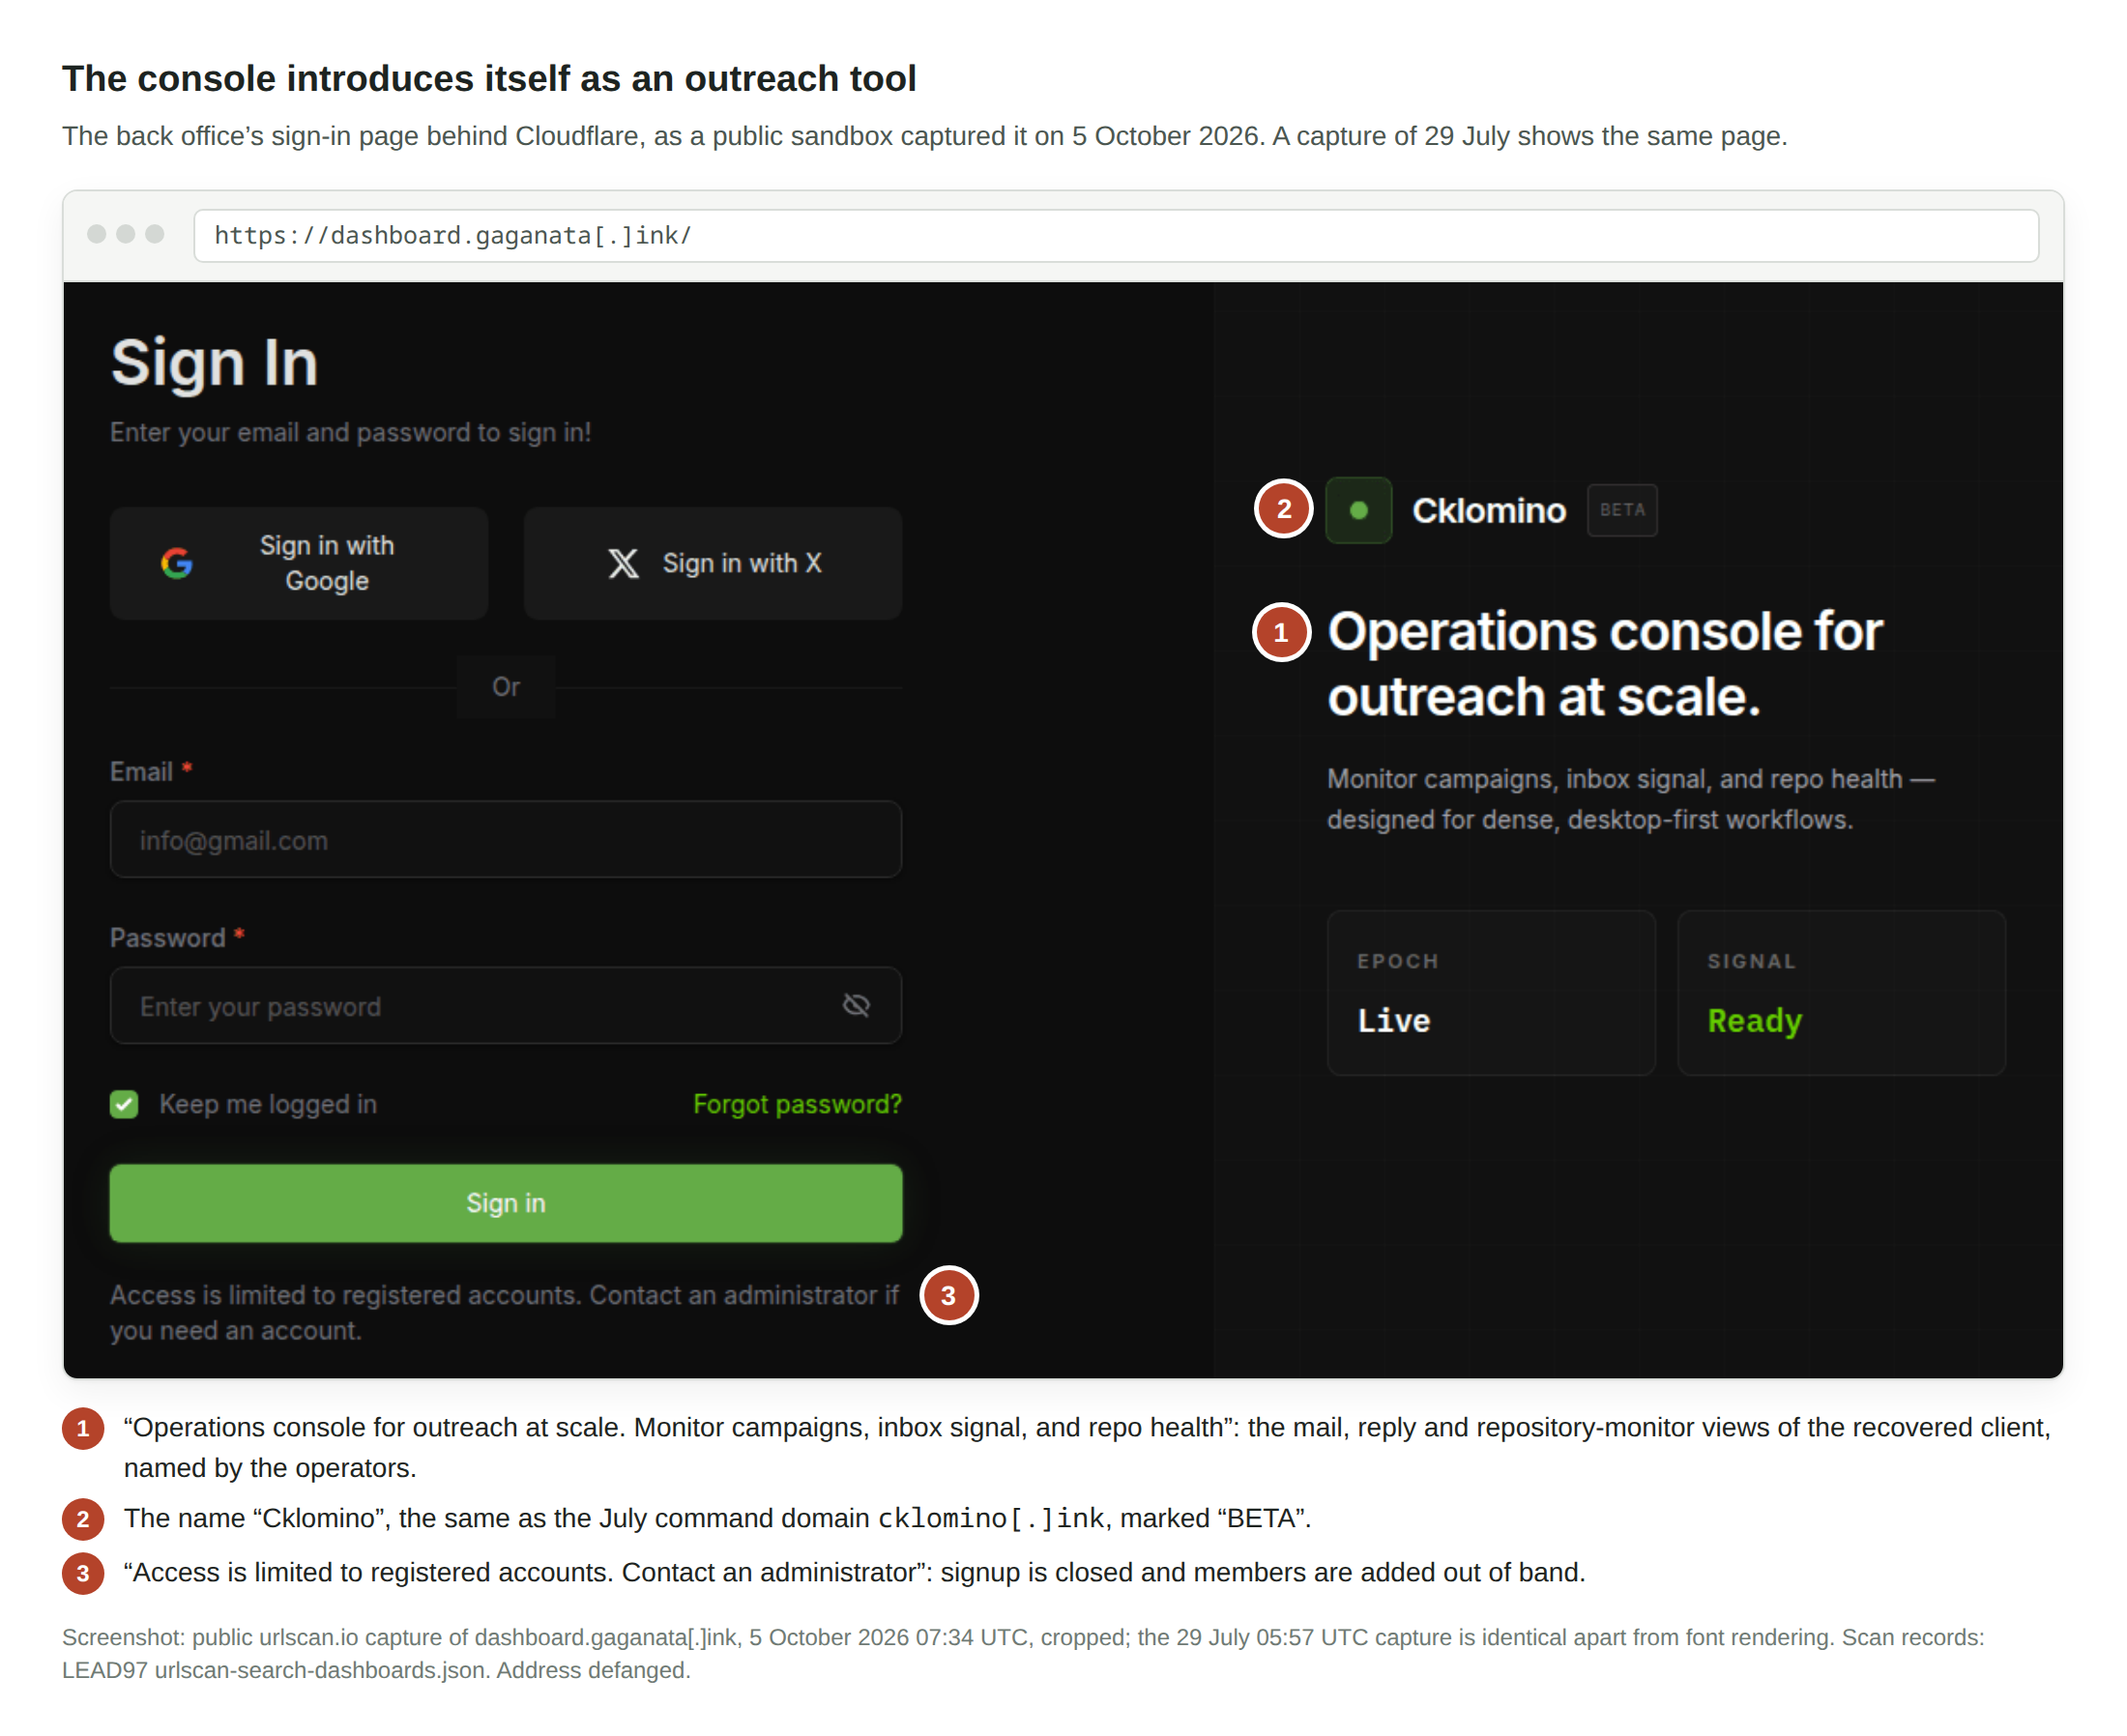 The console introduces itself as an outreach tool
The back office’s sign-in page behind Cloudflare, as a public sandbox captured it on 5 October 2026. A capture of 29 July shows the same page.
https://dashboard.gaganata[.]ink/
Sign In
Enter your email and password to sign in!
Sign in with
Google
Sign in with X
Or
Email *
info@gmail.com
Password *
Enter your password
Keep me logged in
Forgot password?
Sign in
Access is limited to registered accounts. Contact an administrator if
you need an account.
3
2
Cklomino
BETA
1
Operations console for
outreach at scale.
Monitor campaigns, inbox signal, and repo health —
designed for dense, desktop-first workflows.
EPOCH
Live
SIGNAL
Ready
1 “Operations console for outreach at scale. Monitor campaigns, inbox signal, and repo health”: the mail, reply and repository-monitor views of the recovered client,
named by the operators.
2 The name “Cklomino”, the same as the July command domain cklomino[.]ink, marked “BETA”.
3 “Access is limited to registered accounts. Contact an administrator”: signup is closed and members are added out of band.
Screenshot: public urlscan.io capture of dashboard.gaganata[.]ink, 5 October 2026 07:34 UTC, cropped; the 29 July 05:57 UTC capture is identical apart from font rendering. Scan records:
LEAD97 urlscan-search-dashboards.json. Address defanged.